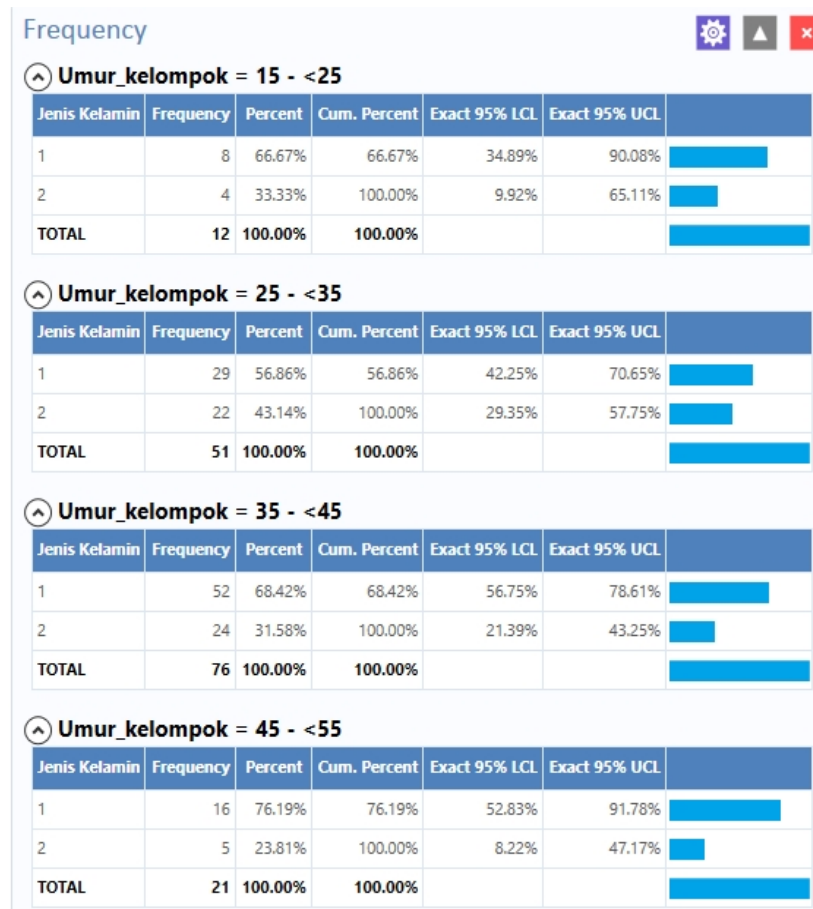 Frequency
Umur_kelompok = 15 - <25
Jenis Kelamin Frequency Percent Cum. Percent Exact 95% LCL Exact 95% UCL
1 8 66.67% 66.67% 34.89% 90.08%
2 4 33.33% 100.00% 9.92% 65.11%
TOTAL 12 100.00% 100.00%
Umur_kelompok = 25 - <35
Jenis Kelamin Frequency Percent Cum. Percent Exact 95% LCL Exact 95% UCL
1 29 56.86% 56.86% 42.25% 70.65%
2 22 43.14% 100.00% 29.35% 57.75%
TOTAL 51 100.00% 100.00%
Umur_kelompok = 35 - <45
Jenis Kelamin Frequency Percent Cum. Percent Exact 95% LCL Exact 95% UCL
1 52 68.42% 68.42% 56.75% 78.61%
2 24 31.58% 100.00% 21.39% 43.25%
TOTAL 76 100.00% 100.00%
Umur_kelompok = 45 - <55
Jenis Kelamin Frequency Percent Cum. Percent Exact 95% LCL Exact 95% UCL
1 16 76.19% 76.19% 52.83% 91.78%
2 5 23.81% 100.00% 8.22% 47.17%
TOTAL 21 100.00% 100.00%